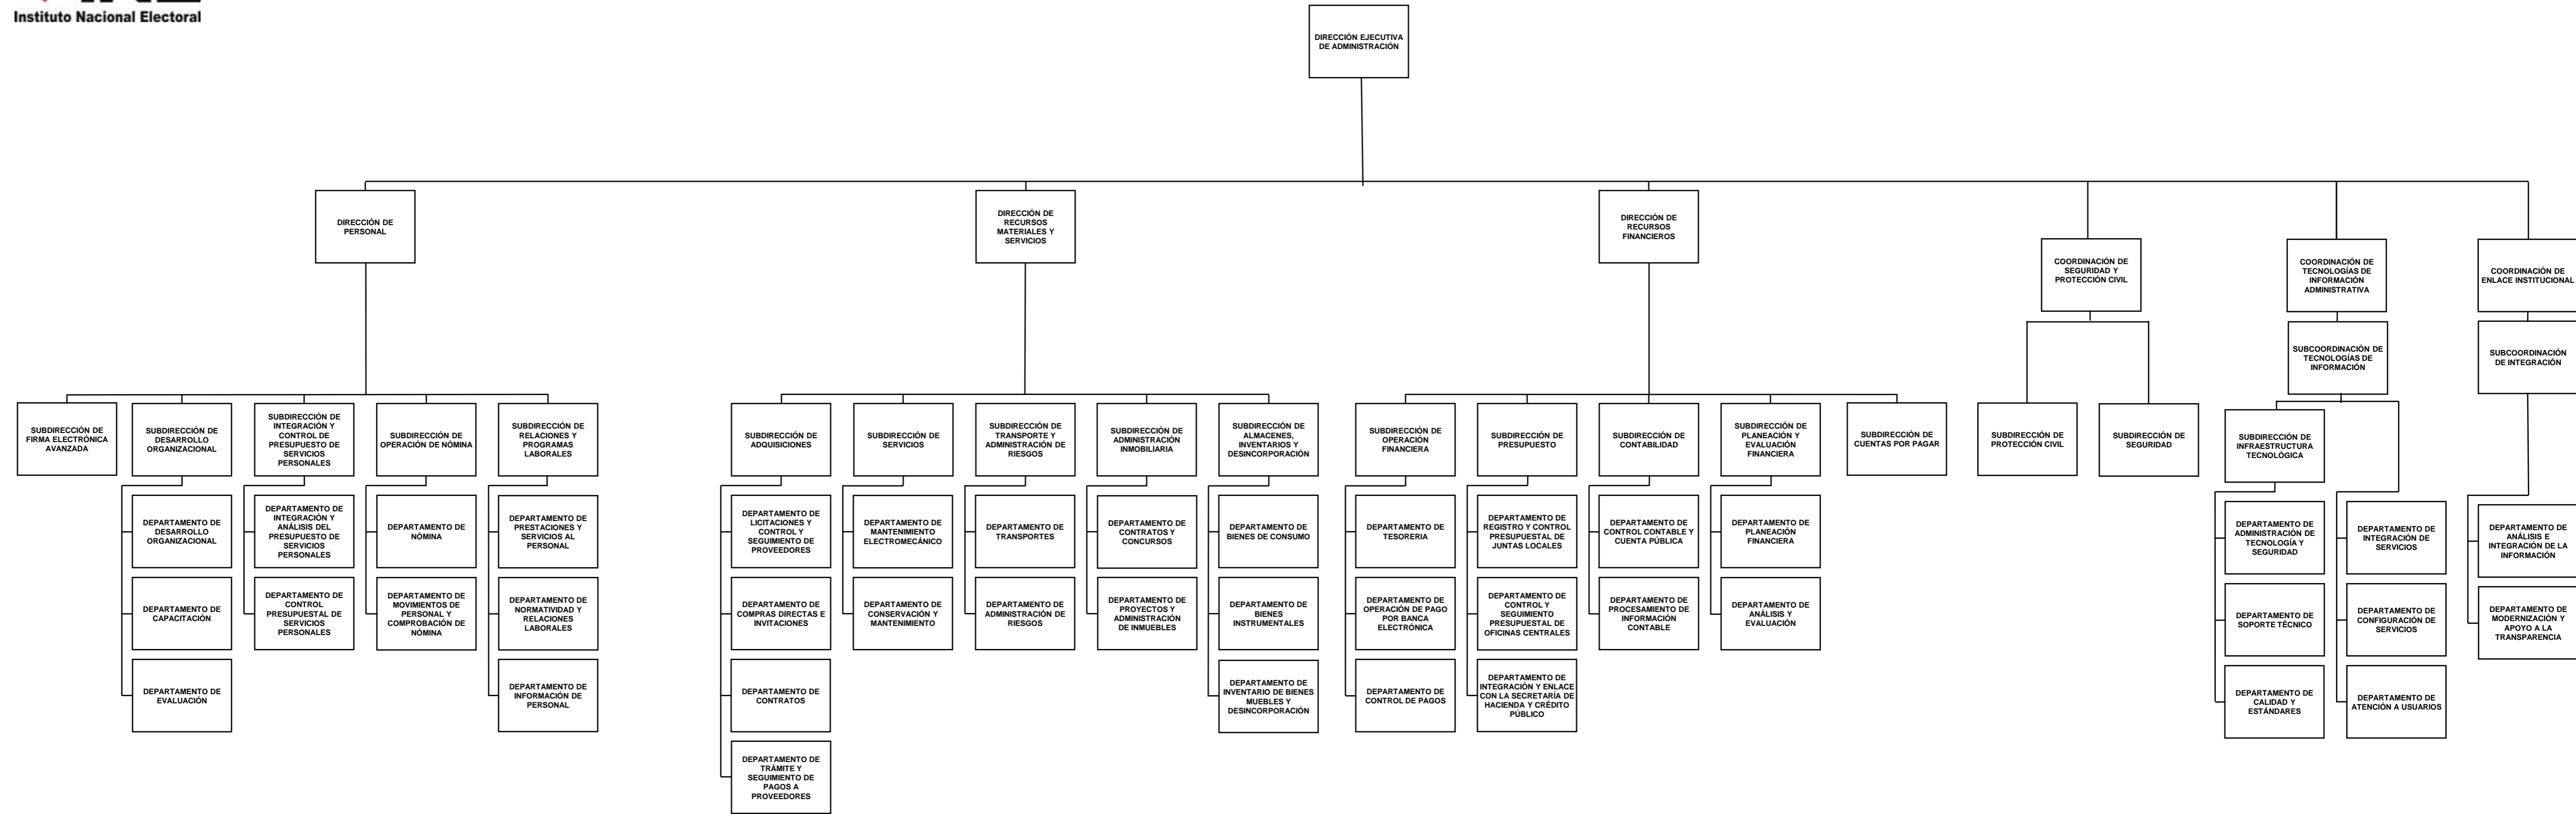 Instituto Nacional Electoral
DIRECCIÓN EJECUTIVA
DE ADMINISTRACIÓN
DIRECCIÓN DE
PERSONAL
DIRECCIÓN DE
RECURSOS
MATERIALES Y
SERVICIOS
DIRECCIÓN DE
RECURSOS
FINANCIEROS
COORDINACIÓN DE
SEGURIDAD Y
PROTECCIÓN CIVIL
COORDINACIÓN DE
TECNOLOGÍAS DE
INFORMACIÓN
ADMINISTRATIVA
COORDINACIÓN DE
ENLACE INSTITUCIONAL
SUBCOORDINACIÓN DE
TECNOLOGÍAS DE
INFORMACIÓN
SUBCOORDINACIÓN
DE INTEGRACIÓN
SUBDIRECCIÓN DE
FIRMA ELECTRÓNICA
AVANZADA
SUBDIRECCIÓN DE
DESARROLLO
ORGANIZACIONAL
SUBDIRECCIÓN DE
INTEGRACIÓN Y
CONTROL DE
PRESUPUESTO DE
SERVICIOS
PERSONALES
SUBDIRECCIÓN DE
OPERACIÓN DE NÓMINA
SUBDIRECCIÓN DE
RELACIONES Y
PROGRAMAS
LABORALES
SUBDIRECCIÓN DE
ADQUISICIONES
SUBDIRECCIÓN DE
SERVICIOS
SUBDIRECCIÓN DE
TRANSPORTE Y
ADMINISTRACIÓN DE
RIESGOS
SUBDIRECCIÓN DE
ADMINISTRACIÓN
INMOBILIARIA
SUBDIRECCIÓN DE
ALMACENES,
INVENTARIOS Y
DESINCORPORACIÓN
SUBDIRECCIÓN DE
OPERACIÓN
FINANCIERA
SUBDIRECCIÓN DE
PRESUPUESTO
SUBDIRECCIÓN DE
CONTABILIDAD
SUBDIRECCIÓN DE
PLANEACIÓN Y
EVALUACIÓN
FINANCIERA
SUBDIRECCIÓN DE
CUENTAS POR PAGAR
SUBDIRECCIÓN DE
PROTECCIÓN CIVIL
SUBDIRECCIÓN DE
SEGURIDAD
SUBDIRECCIÓN DE
INFRAESTRUCTURA
TECNOLÓGICA
DEPARTAMENTO DE
DESARROLLO
ORGANIZACIONAL
DEPARTAMENTO DE
INTEGRACIÓN Y
ANÁLISIS DEL
PRESUPUESTO DE
SERVICIOS
PERSONALES
DEPARTAMENTO DE
NÓMINA
DEPARTAMENTO DE
PRESTACIONES Y
SERVICIOS AL
PERSONAL
DEPARTAMENTO DE
LICITACIONES Y
CONTROL Y
SEGUIMIENTO DE
PROVEEDORES
DEPARTAMENTO DE
MANTENIMIENTO
ELECTROMECÁNICO
DEPARTAMENTO DE
TRANSPORTES
DEPARTAMENTO DE
CONTRATOS Y
CONCURSOS
DEPARTAMENTO DE
BIENES DE CONSUMO
DEPARTAMENTO DE
TESORERIA
DEPARTAMENTO DE
REGISTRO Y CONTROL
PRESUPUESTAL DE
JUNTAS LOCALES
DEPARTAMENTO DE
CONTROL CONTABLE Y
CUENTA PÚBLICA
DEPARTAMENTO DE
PLANEACIÓN
FINANCIERA
DEPARTAMENTO DE
ADMINISTRACIÓN DE
TECNOLOGÍA Y
SEGURIDAD
DEPARTAMENTO DE
INTEGRACIÓN DE
SERVICIOS
DEPARTAMENTO DE
ANÁLISIS E
INTEGRACIÓN DE LA
INFORMACIÓN
DEPARTAMENTO DE
CAPACITACIÓN
DEPARTAMENTO DE
CONTROL
PRESUPUESTAL DE
SERVICIOS
PERSONALES
DEPARTAMENTO DE
MOVIMIENTOS DE
PERSONAL Y
COMPROBACIÓN DE
NÓMINA
DEPARTAMENTO DE
NORMATIVIDAD Y
RELACIONES
LABORALES
DEPARTAMENTO DE
COMPRAS DIRECTAS E
INVITACIONES
DEPARTAMENTO DE
CONSERVACIÓN Y
MANTENIMIENTO
DEPARTAMENTO DE
ADMINISTRACIÓN DE
RIESGOS
DEPARTAMENTO DE
PROYECTOS Y
ADMINISTRACIÓN
DE INMUEBLES
DEPARTAMENTO DE
BIENES
INSTRUMENTALES
DEPARTAMENTO DE
OPERACIÓN DE PAGO
POR BANCA
ELECTRÓNICA
DEPARTAMENTO DE
CONTROL Y
SEGUIMIENTO
PRESUPUESTAL DE
OFICINAS CENTRALES
DEPARTAMENTO DE
PROCESAMIENTO DE
INFORMACIÓN
CONTABLE
DEPARTAMENTO DE
ANÁLISIS Y
EVALUACIÓN
DEPARTAMENTO DE
SOPORTE TÉCNICO
DEPARTAMENTO DE
CONFIGURACIÓN DE
SERVICIOS
DEPARTAMENTO DE
MODERNIZACIÓN Y
APOYO A LA
TRANSPARENCIA
DEPARTAMENTO DE
EVALUACIÓN
DEPARTAMENTO DE
INFORMACIÓN DE
PERSONAL
DEPARTAMENTO DE
CONTRATOS
DEPARTAMENTO DE
INVENTARIO DE BIENES
MUEBLES Y
DESINCORPORACIÓN
DEPARTAMENTO DE
CONTROL DE PAGOS
DEPARTAMENTO DE
INTEGRACIÓN Y ENLACE
CON LA SECRETARÍA DE
HACIENDA Y CRÉDITO
PÚBLICO
DEPARTAMENTO DE
CALIDAD Y
ESTÁNDARES
DEPARTAMENTO DE
ATENCIÓN A USUARIOS
DEPARTAMENTO DE
TRÁMITE Y
SEGUIMIENTO DE
PAGOS A
PROVEEDORES